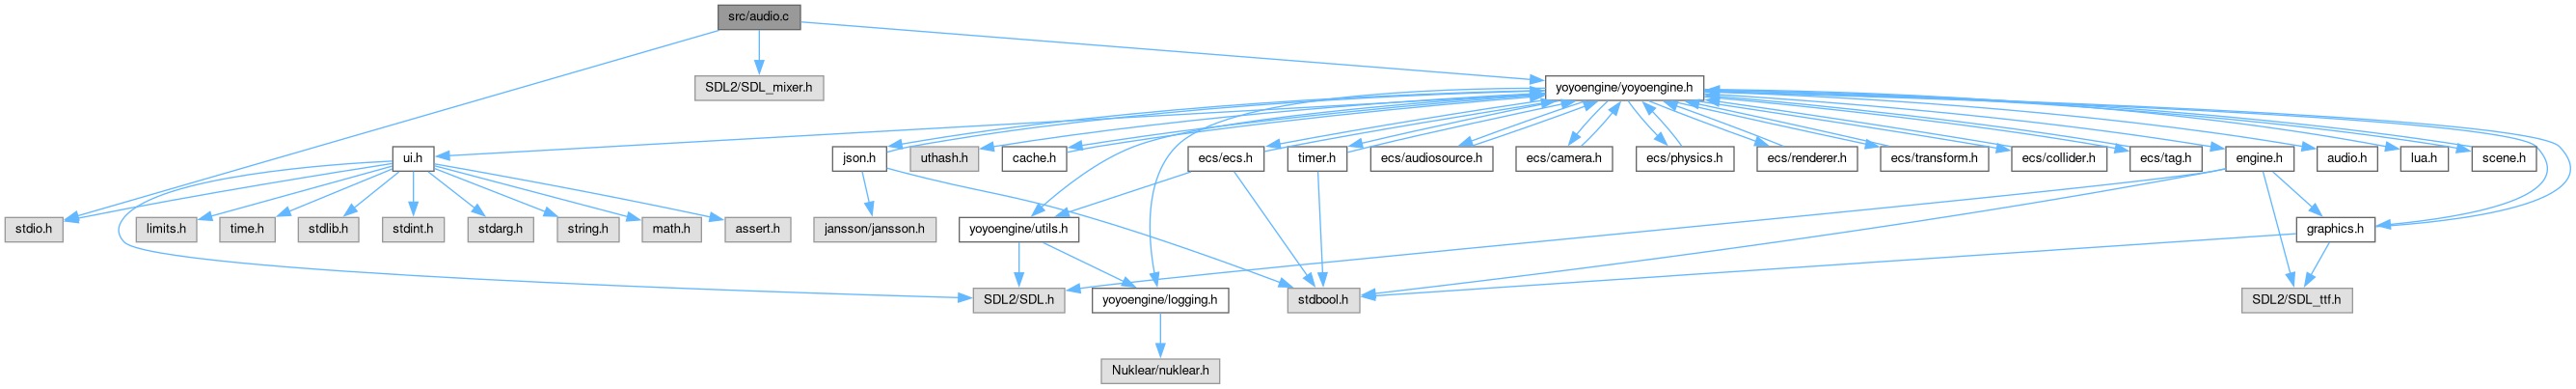 src/audio.c
SDL2/SDL_mixer.h
yoyoengine/yoyoengine.h
ui.h
json.h
uthash.h
cache.h
ecs/ecs.h
timer.h
ecs/audiosource.h
ecs/camera.h
ecs/physics.h
ecs/renderer.h
ecs/transform.h
ecs/collider.h
ecs/tag.h
engine.h
audio.h
lua.h
scene.h
stdio.h
limits.h
time.h
stdlib.h
stdint.h
stdarg.h
string.h
math.h
assert.h
jansson/jansson.h
yoyoengine/utils.h
graphics.h
SDL2/SDL.h
yoyoengine/logging.h
stdbool.h
SDL2/SDL_ttf.h
Nuklear/nuklear.h